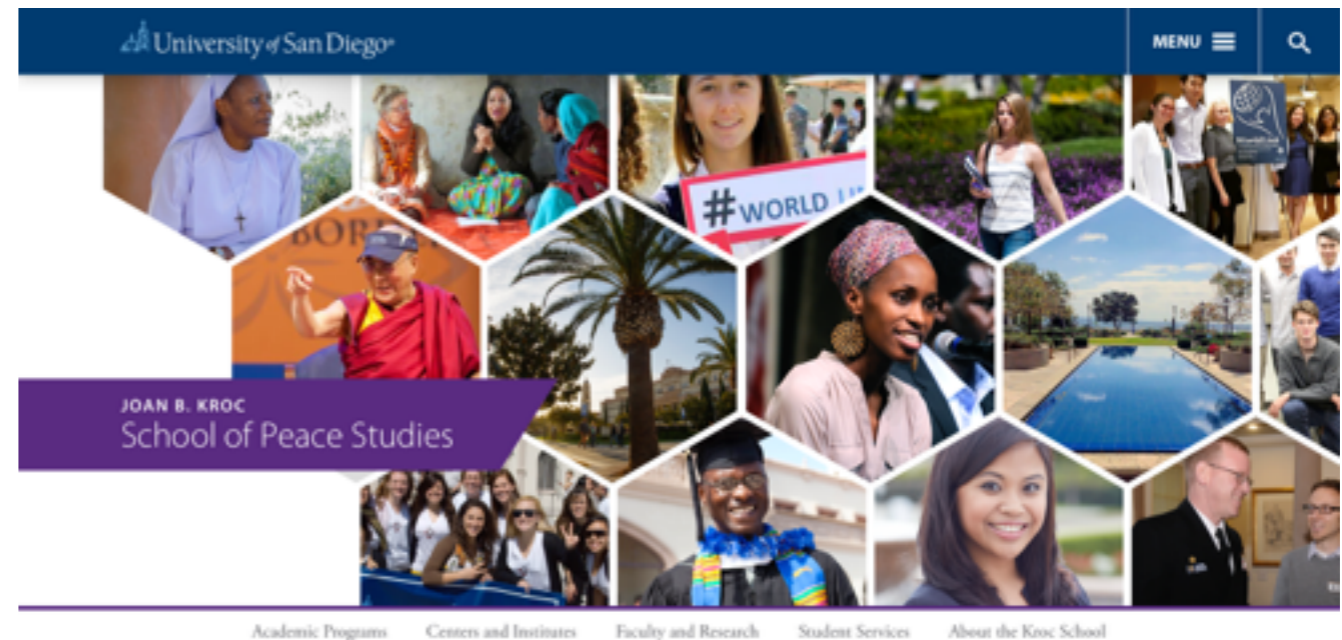 University of San Diego®
MENU
#WORLD
JOAN B. KROC
School of Peace Studies
Academic Programs Centers and Institutes Faculty and Research Student Services About the Kroc School